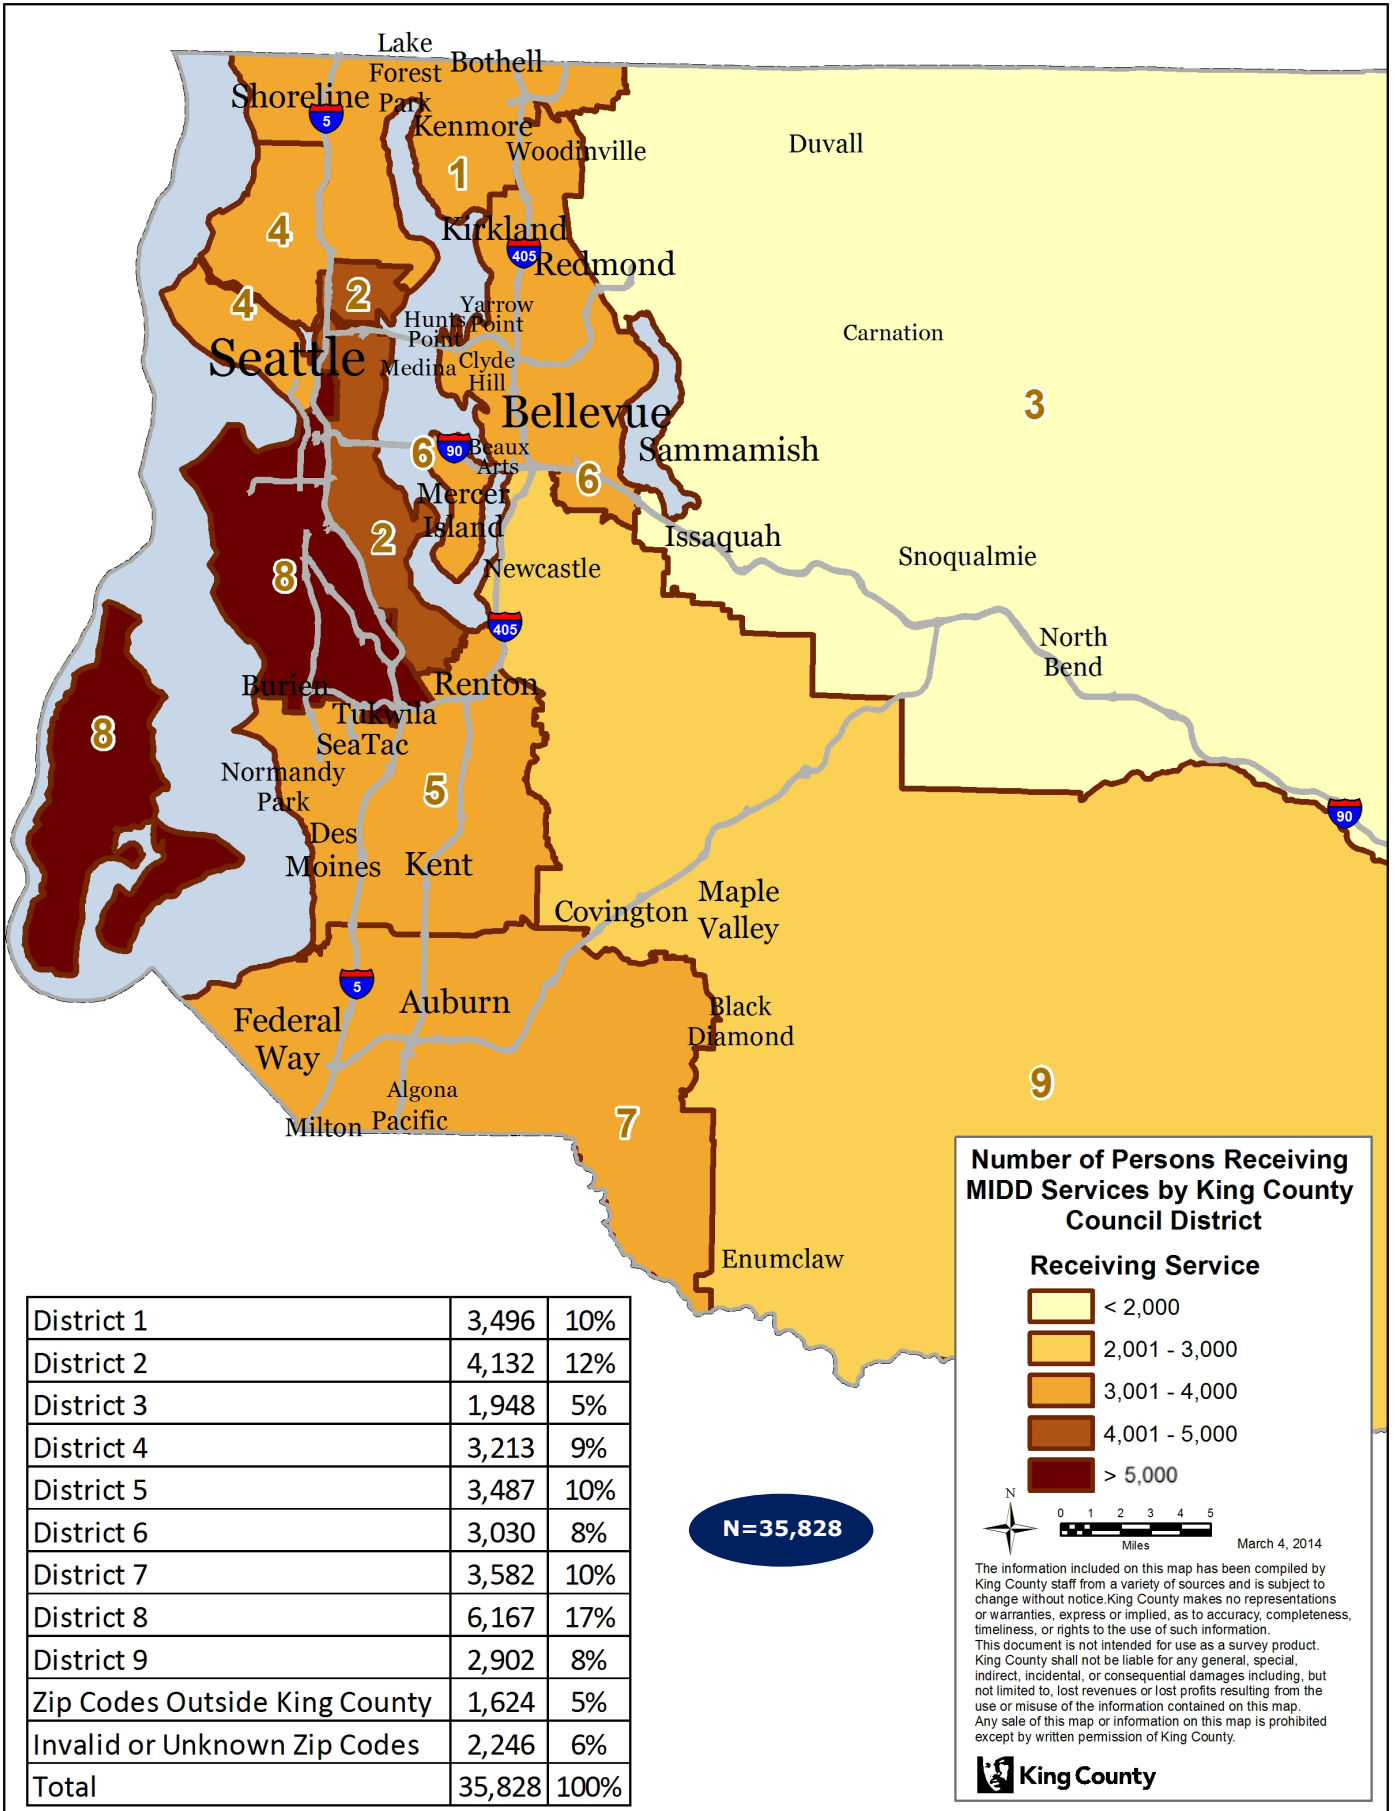 Lake
Forest
Park
Bothell
Shoreline
5
Kenmore
Woodinville
Duvall
1
4
Kirkland
405
Redmond
2
4
Yarrow
Point
Hunts
Point
Carnation
Seattle
Medina
Clyde
Hill
3
Bellevue
6
90
Beaux
Arts
Sammamish
6
Mercer
Island
2
Issaquah
Snoqualmie
8
Newcastle
405
North
Bend
Burien
Renton
Tukwila
8
SeaTac
Normandy
Park
5
90
Des
Moines
Kent
Covington
Maple
Valley
5
Auburn
Federal
Way
Black
Diamond
9
Algona
Pacific
Milton
7
Enumclaw
Number of Persons Receiving
MIDD Services by King County
Council District
Receiving Service
< 2,000
2,001 - 3,000
3,001 - 4,000
4,001 - 5,000
> 5,000
N
0 1 2 3 4 5
Miles
March 4, 2014
The information included on this map has been compiled by
King County staff from a variety of sources and is subject to
change without notice.King County makes no representations
or warranties, express or implied, as to accuracy, completeness,
timeliness, or rights to the use of such information.
This document is not intended for use as a survey product.
King County shall not be liable for any general, special,
indirect, incidental, or consequential damages including, but
not limited to, lost revenues or lost profits resulting from the
use or misuse of the information contained on this map.
Any sale of this map or information on this map is prohibited
except by written permission of King County.
King County
District 1 3,496 10%
District 2 4,132 12%
District 3 1,948 5%
District 4 3,213 9%
District 5 3,487 10%
District 6 3,030 8%
District 7 3,582 10%
District 8 6,167 17%
District 9 2,902 8%
Zip Codes Outside King County 1,624 5%
Invalid or Unknown Zip Codes 2,246 6%
Total 35,828 100%
N=35,828